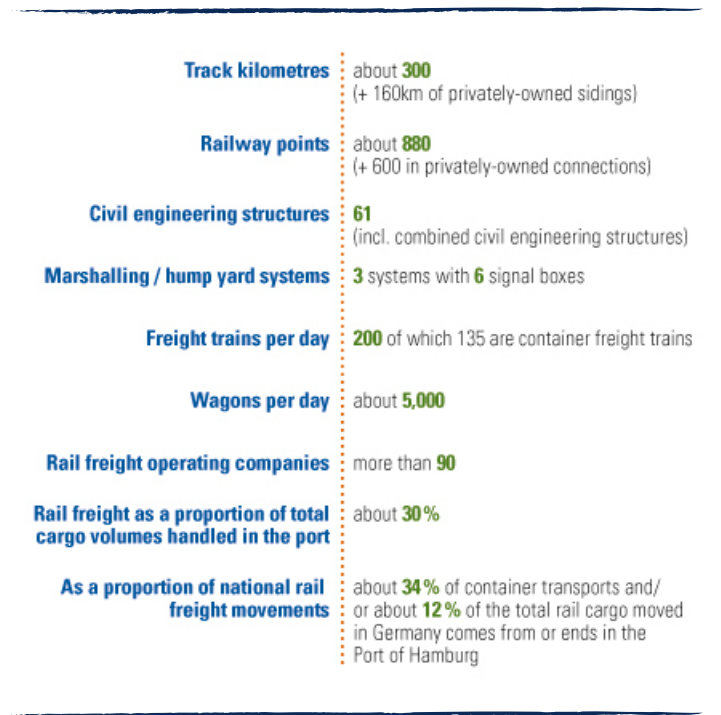 Track kilometres about 300
(+ 160km of privately-owned sidings)
Railway points about 880
(+ 600 in privately-owned connections)
Civil engineering structures 61
(incl. combined civil engineering structures)
Marshalling / hump yard systems 3 systems with 6 signal boxes
Freight trains per day 200 of which 135 are container freight trains
Wagons per day about 5,000
Rail freight operating companies more than 90
Rail freight as a proportion of total about 30%
cargo volumes handled in the port
As a proportion of national rail about 34% of container transports and/
freight movements or about 12% of the total rail cargo moved
in Germany comes from or ends in the
Port of Hamburg